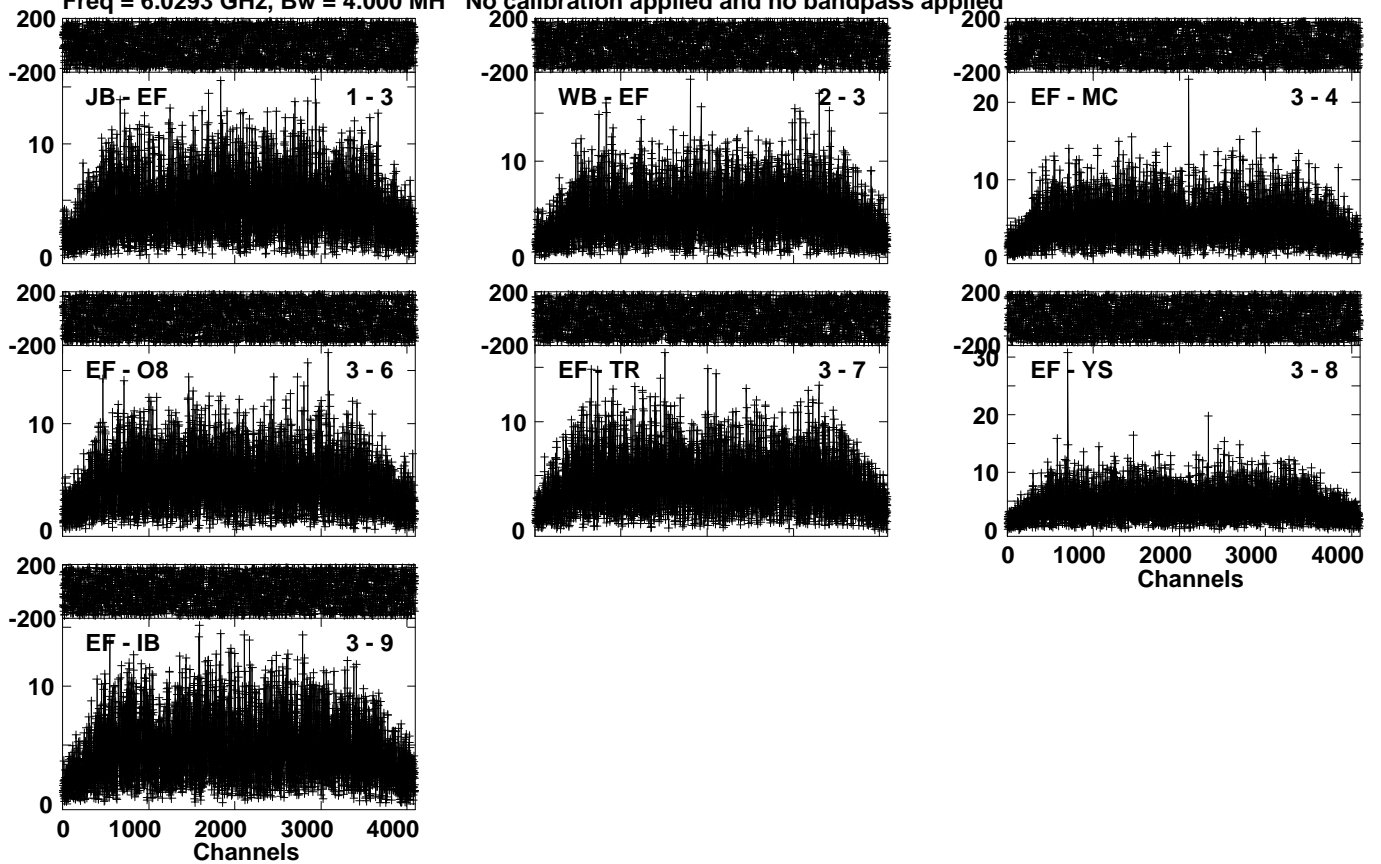 Freq = 6.0293 GHz, Bw = 4.000 MH No calibration applied and no bandpass applied
200 200 200
-200 -200 -200
JB - EF 1 - 3 WB - EF 2 - 3 EF - MC 3 - 4
20
10 10 10
0 0 0
200 200 200
-200 -200 -200
30
EF - O8 3 - 6 EF - TR 3 - 7 EF - YS 3 - 8
20
10 10 10
0 0 0
0 1000 2000 3000 4000
Channels
200
-200
EF - IB 3 - 9
10
0
0 1000 2000 3000 4000
Channels